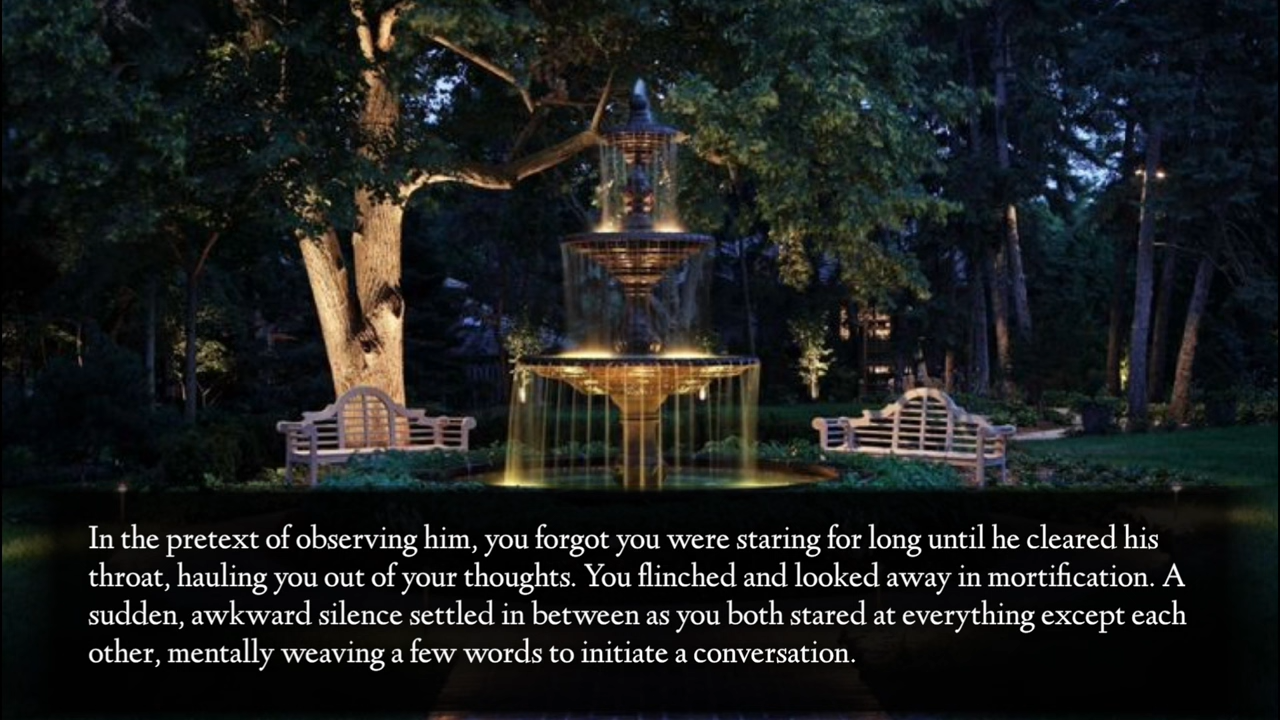 In the pretext of observing him, you forgot you were staring for long until he cleared his
throat, hauling you out of your thoughts. You flinched and looked away in mortification. A
sudden, awkward silence settled in between as you both stared at everything except each
other, mentally weaving a few words to initiate a conversation.